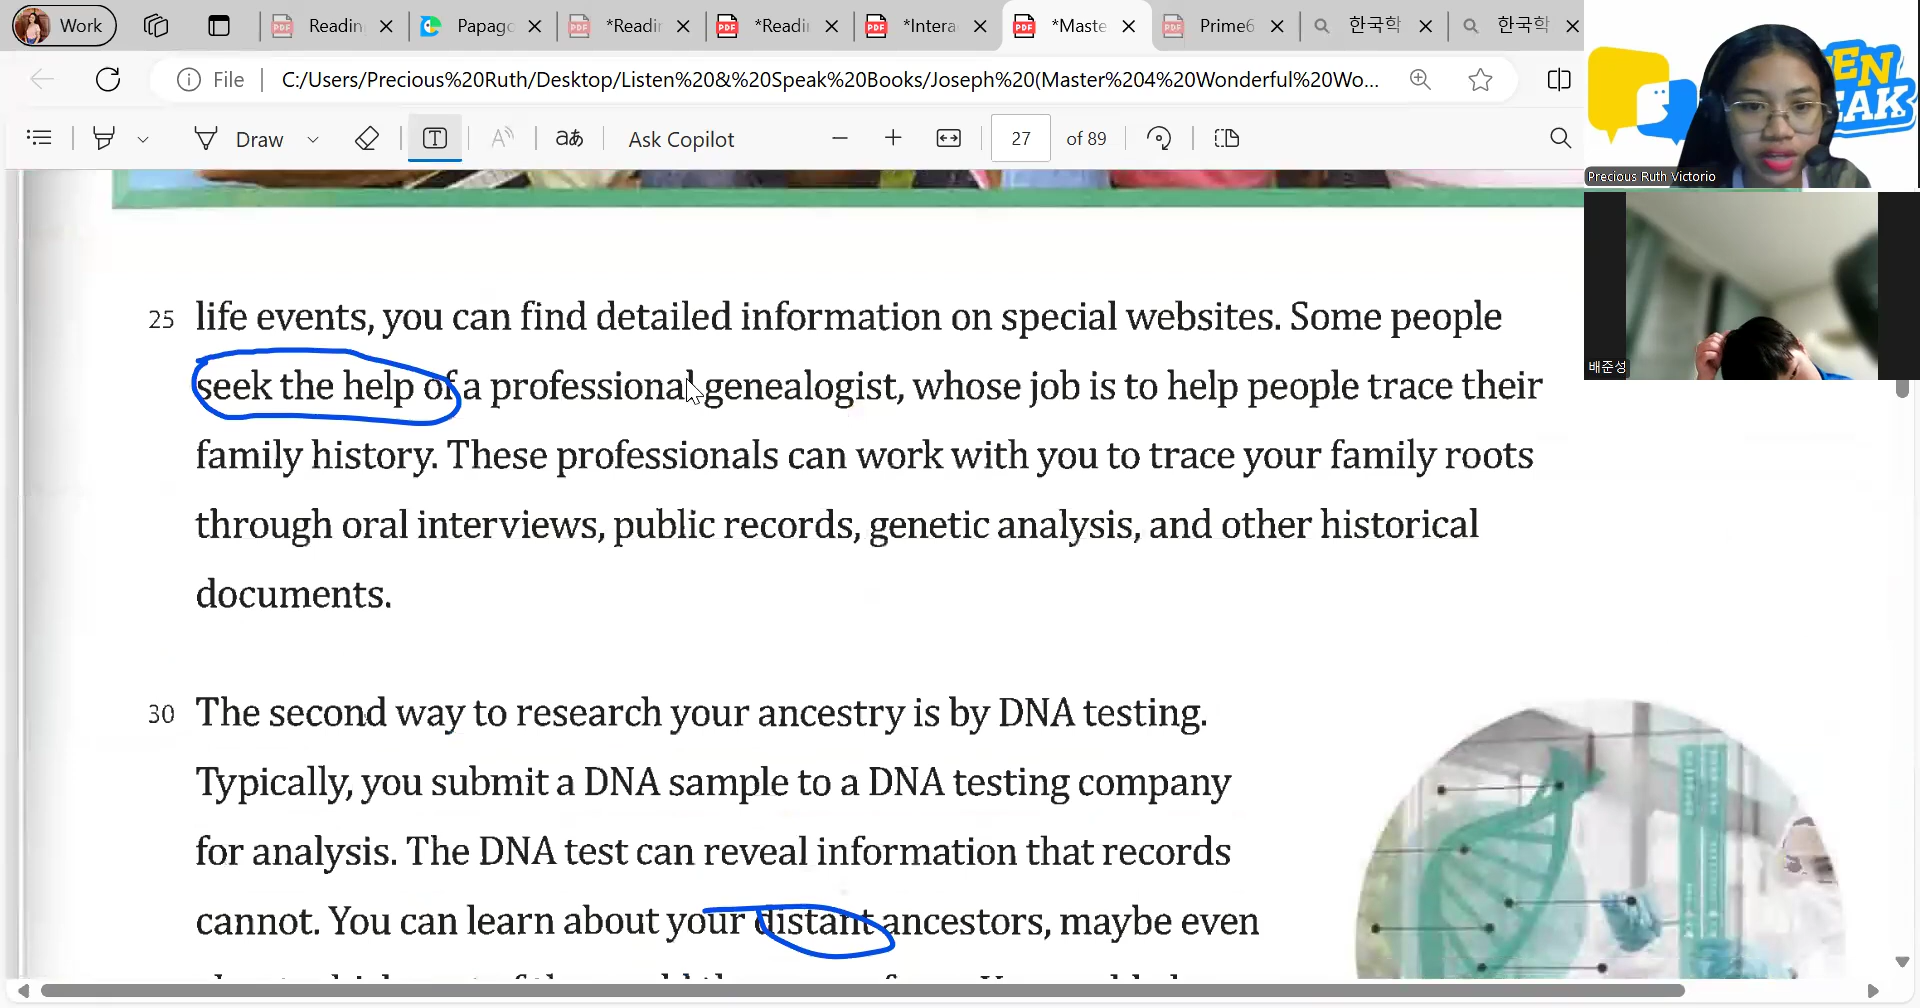 Work
Reading
Papago
*Readin
*Readin
*Intera
*Maste
Prime6
한국학
한국학
File
C:/Users/Precious%20Ruth/Desktop/Listen%20&%20Speak%20Books/Joseph%20(Master%204%20Wonderful%20Wo...
Draw
Ask Copilot
27 of 89
EN
EAK
Precious Ruth Victorio
배준성
25 life events, you can find detailed information on special websites. Some people
seek the help of a professional genealogist, whose job is to help people trace their
family history. These professionals can work with you to trace your family roots
through oral interviews, public records, genetic analysis, and other historical
documents.
30 The second way to research your ancestry is by DNA testing.
Typically, you submit a DNA sample to a DNA testing company
for analysis. The DNA test can reveal information that records
cannot. You can learn about your distant ancestors, maybe even